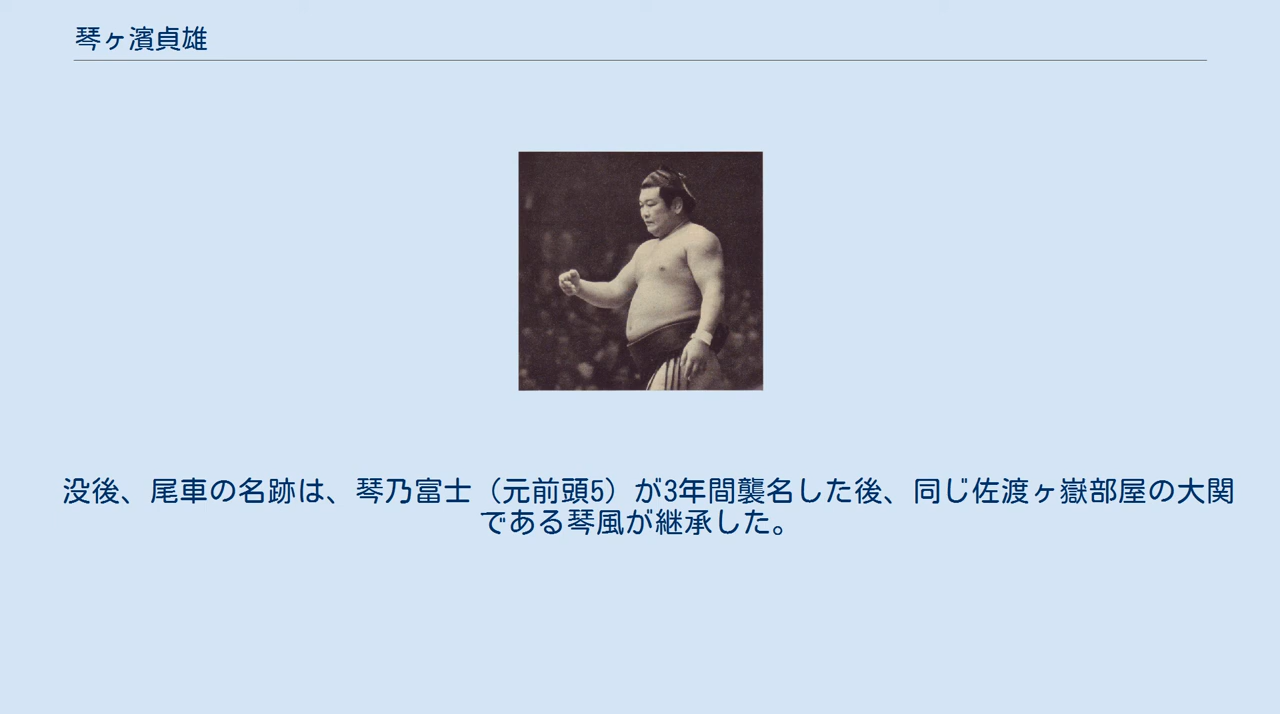 琴ヶ濱貞雄
没後、尾車の名跡は、琴乃富士（元前頭5）が3年間襲名した後、同じ佐渡ヶ嶽部屋の大関
である琴風が継承した。